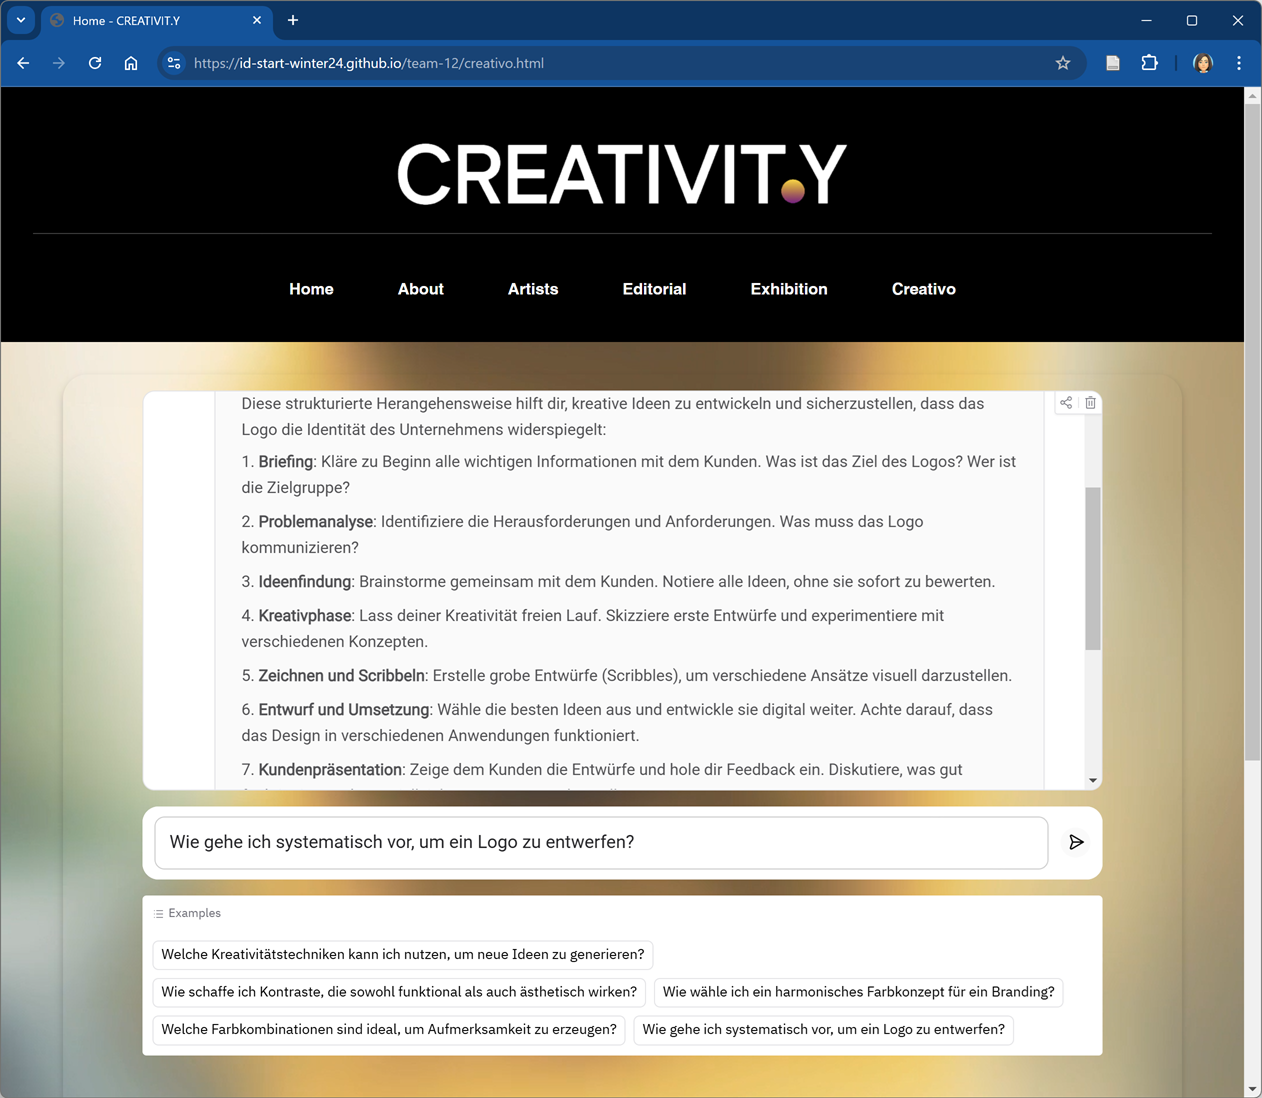 Home - CREATIVIT.Y
https://id-start-winter24.github.io/team-12/creativo.html
CREATIVIT.Y
Home
About
Artists
Editorial
Exhibition
Creativo
Diese strukturierte Herangehensweise hilft dir, kreative Ideen zu entwickeln und sicherzustellen, dass das
Logo die Identität des Unternehmens widerspiegelt:
1. Briefing: Kläre zu Beginn alle wichtigen Informationen mit dem Kunden. Was ist das Ziel des Logos? Wer ist
die Zielgruppe?
2. Problemanalyse: Identifiziere die Herausforderungen und Anforderungen. Was muss das Logo
kommunizieren?
3. Ideenfindung: Brainstorme gemeinsam mit dem Kunden. Notiere alle Ideen, ohne sie sofort zu bewerten.
4. Kreativphase: Lass deiner Kreativität freien Lauf. Skizziere erste Entwürfe und experimentiere mit
verschiedenen Konzepten.
5. Zeichnen und Scribbeln: Erstelle grobe Entwürfe (Scribbles), um verschiedene Ansätze visuell darzustellen.
6. Entwurf und Umsetzung: Wähle die besten Ideen aus und entwickle sie digital weiter. Achte darauf, dass
das Design in verschiedenen Anwendungen funktioniert.
7. Kundenpräsentation: Zeige dem Kunden die Entwürfe und hole dir Feedback ein. Diskutiere, was gut
Wie gehe ich systematisch vor, um ein Logo zu entwerfen?
Examples
Welche Kreativitätstechniken kann ich nutzen, um neue Ideen zu generieren?
Wie schaffe ich Kontraste, die sowohl funktional als auch ästhetisch wirken?
Wie wähle ich ein harmonisches Farbkonzept für ein Branding?
Welche Farbkombinationen sind ideal, um Aufmerksamkeit zu erzeugen?
Wie gehe ich systematisch vor, um ein Logo zu entwerfen?